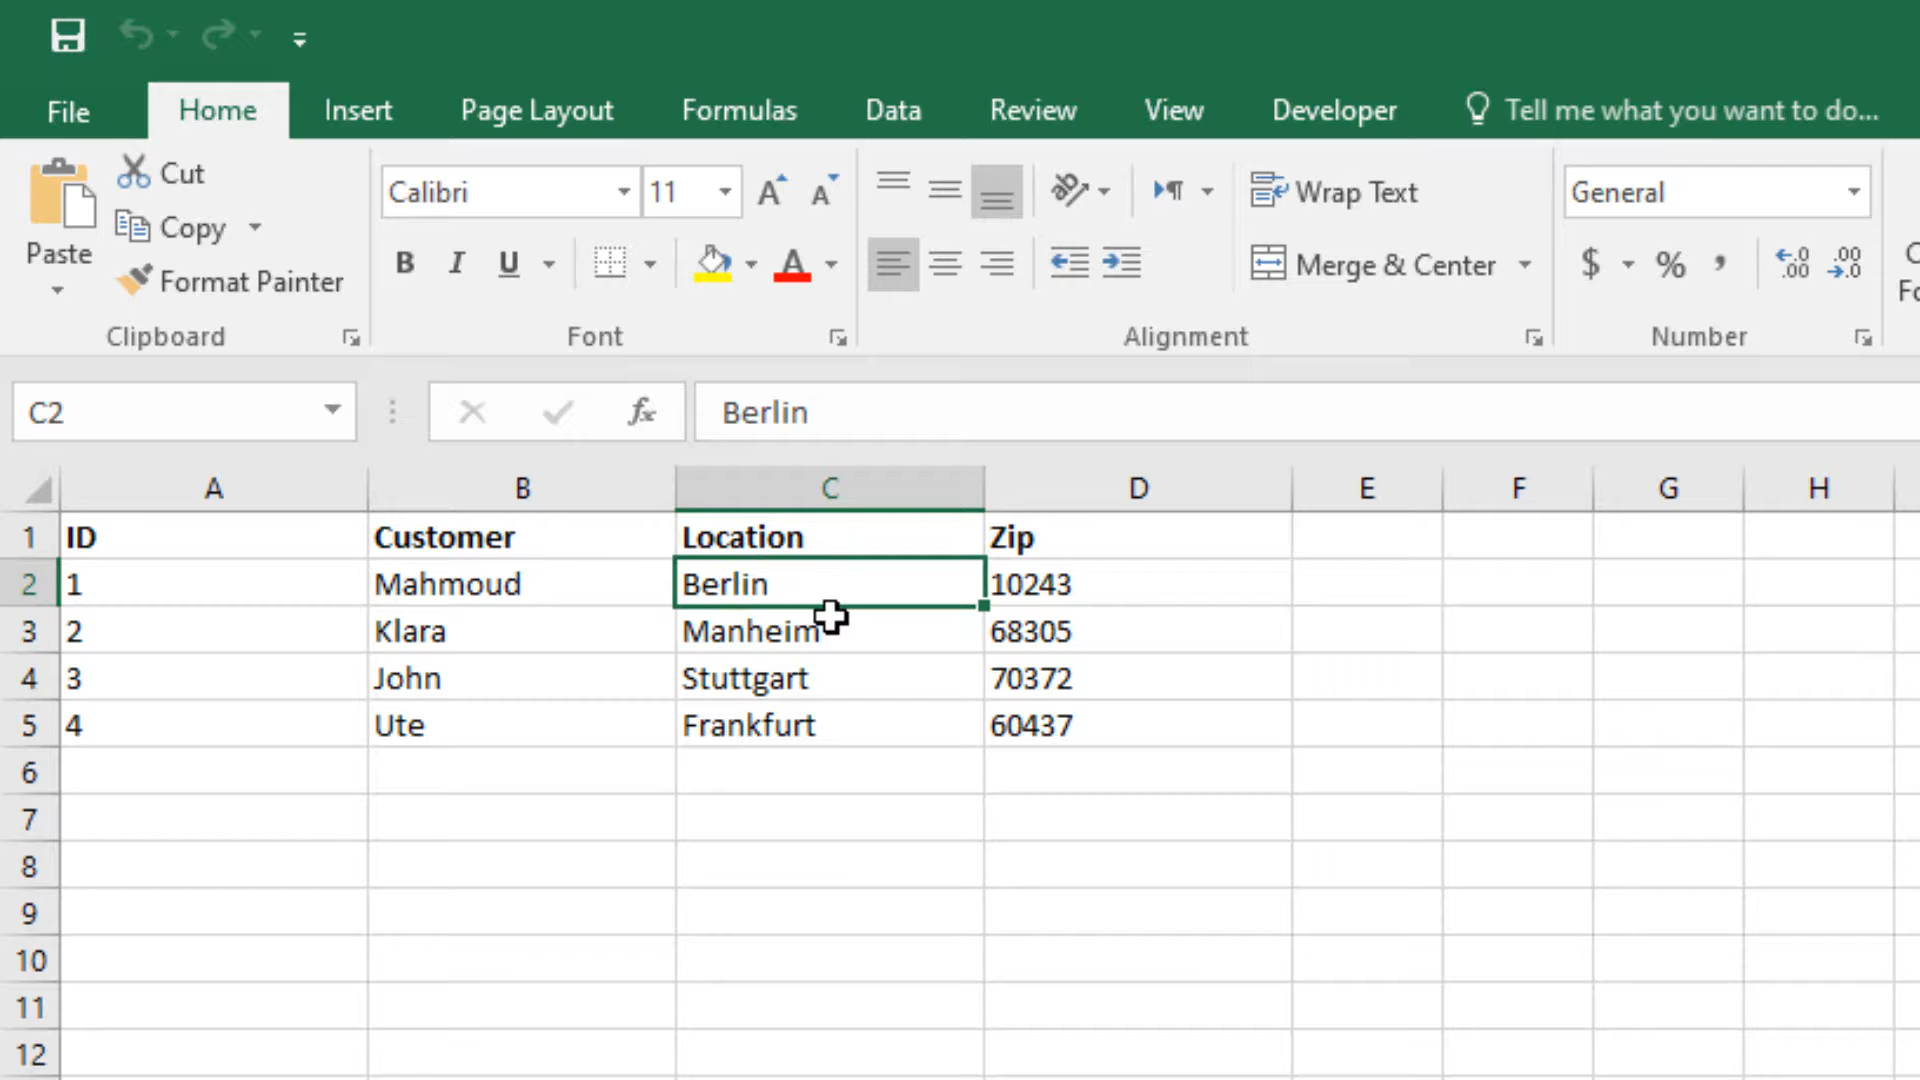 File Home Insert Page Layout Formulas Data Review View Developer Tell me what you want to do...
Cut
Calibri 11 Wrap Text General
Copy
Paste
Format Painter B I U A Merge & Center $ % , .00
Clipboard Font Alignment Number
C2 fx Berlin
A B C D E F G H
1 ID Customer Location Zip
2 1 Mahmoud Berlin 10243
3 2 Klara Manheim 68305
4 3 John Stuttgart 70372
5 4 Ute Frankfurt 60437
6
7
8
9
10
11
12